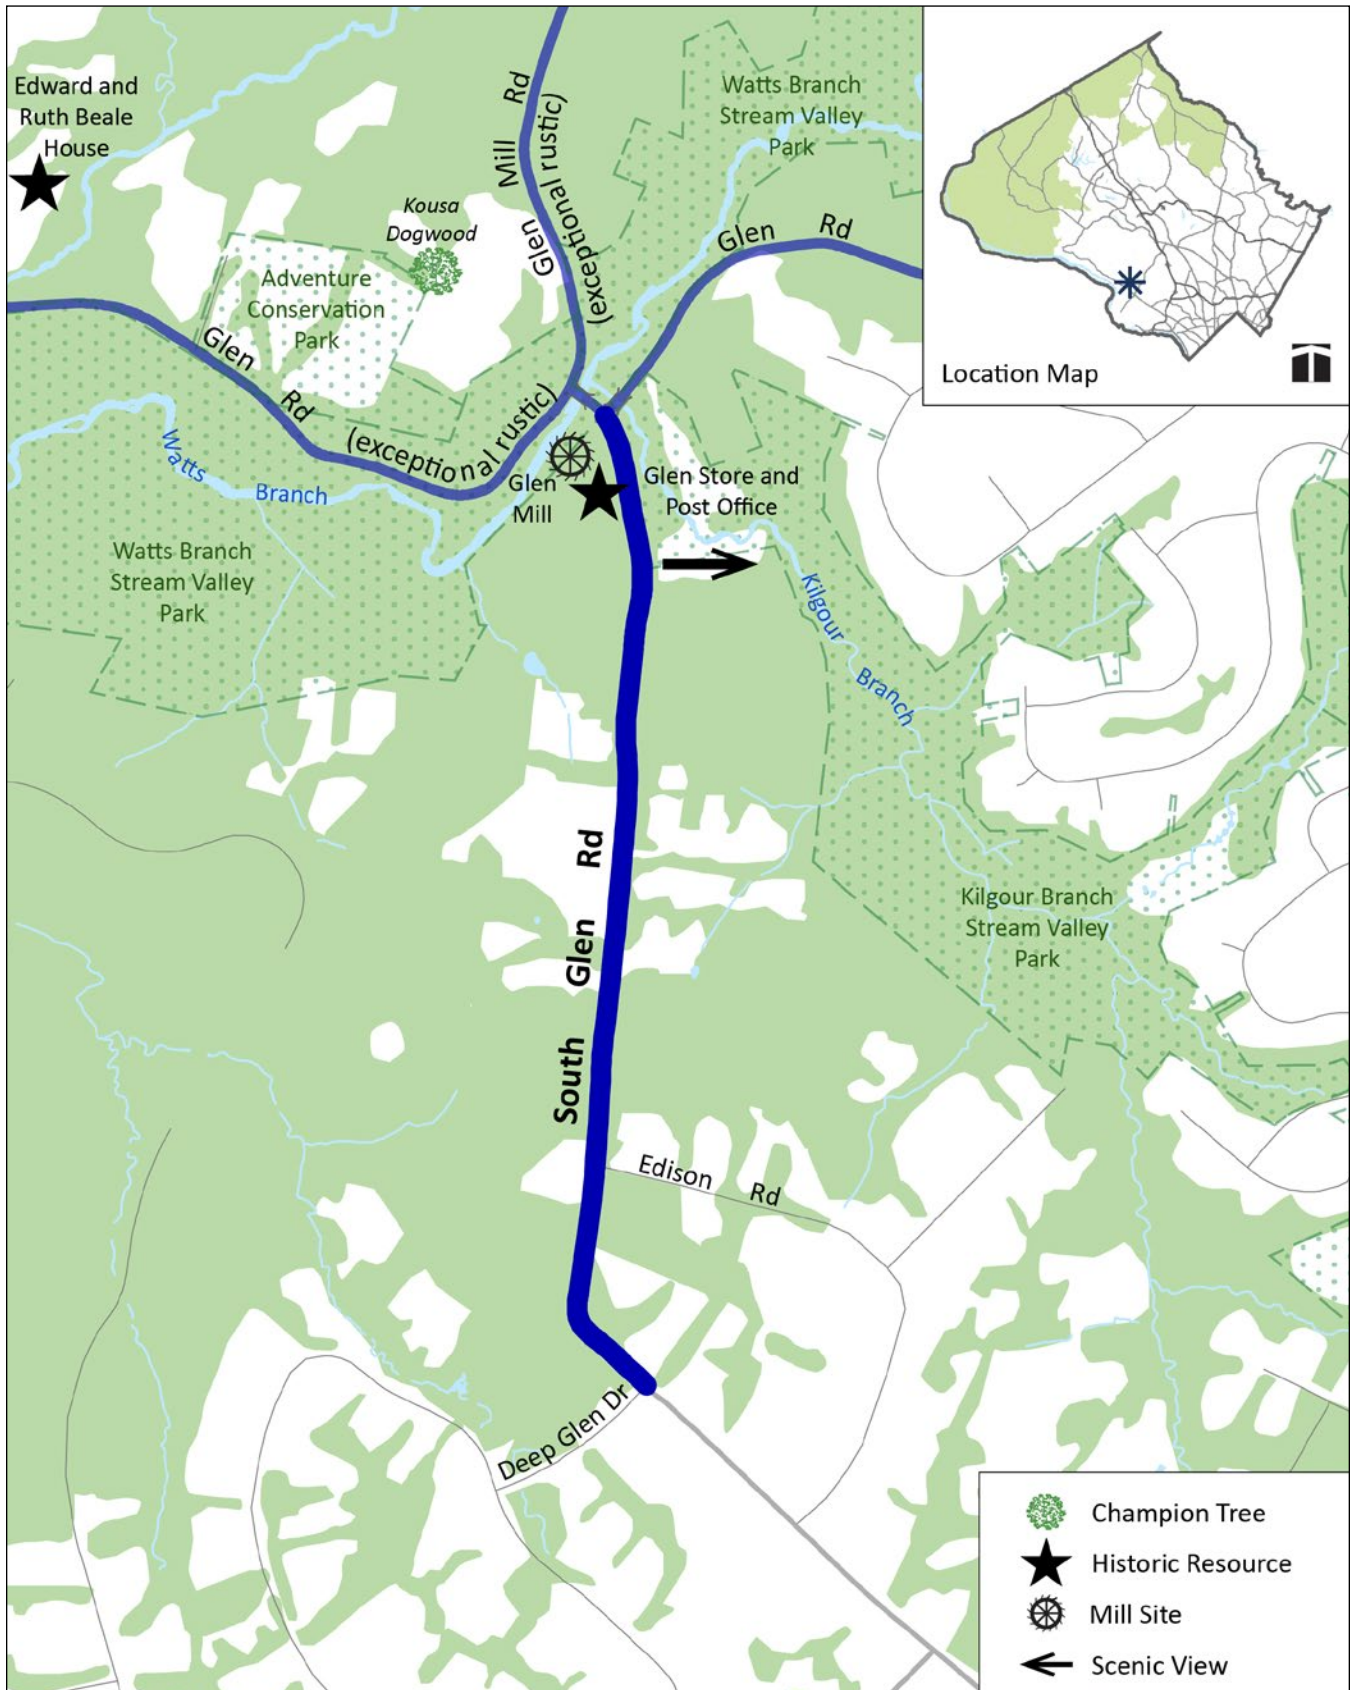 Edward and
Ruth Beale
House
Glen Mill Rd
(exceptional rustic)
Watts Branch
Stream Valley
Park
Location Map
Kousa
Dogwood
Adventure
Conservation
Park
Glen Rd
Glen Rd
(exceptional rustic)
Watts Branch
Glen
Mill
Glen Store and
Post Office
Watts Branch
Stream Valley
Park
Kilgour Branch
South Glen Rd
Kilgour Branch
Stream Valley
Park
Edison Rd
Deep Glen Dr
Champion Tree
Historic Resource
Mill Site
Scenic View